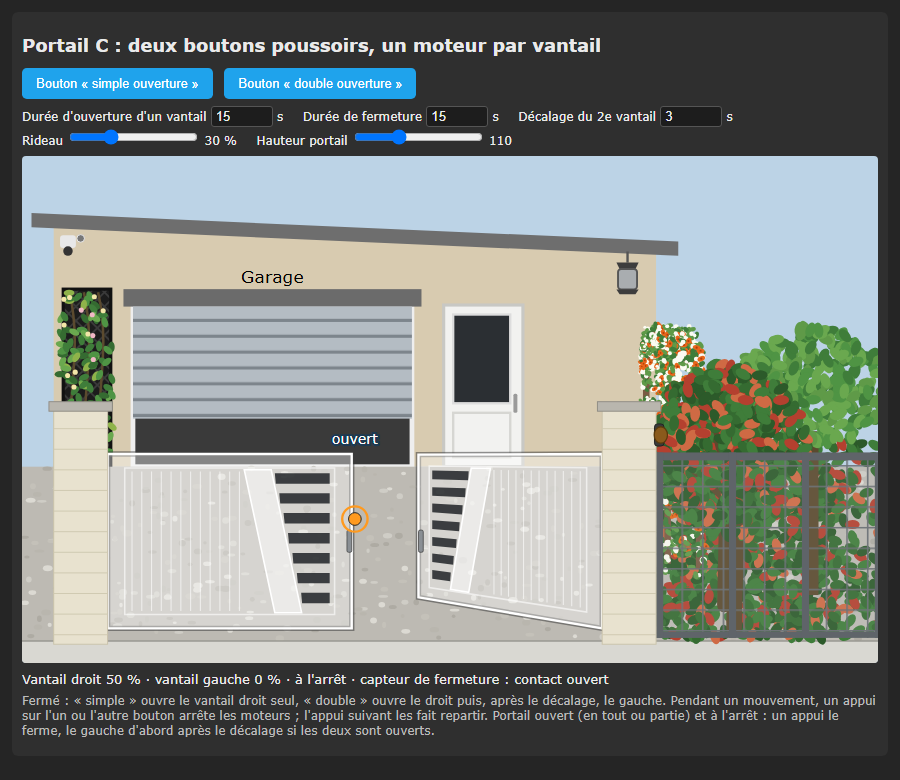 Portail C : deux boutons poussoirs, un moteur par vantail
Bouton « simple ouverture » Bouton « double ouverture »
Durée d'ouverture d'un vantail 15 s Durée de fermeture 15 s Décalage du 2e vantail 3 s
Rideau 30 % Hauteur portail 110
Garage
ouvert
Vantail droit 50 % · vantail gauche 0 % · à l'arrêt · capteur de fermeture : contact ouvert
Fermé : « simple » ouvre le vantail droit seul, « double » ouvre le droit puis, après le décalage, le gauche. Pendant un mouvement, un appui
sur l'un ou l'autre bouton arrête les moteurs ; l'appui suivant les fait repartir. Portail ouvert (en tout ou partie) et à l'arrêt : un appui le
ferme, le gauche d'abord après le décalage si les deux sont ouverts.